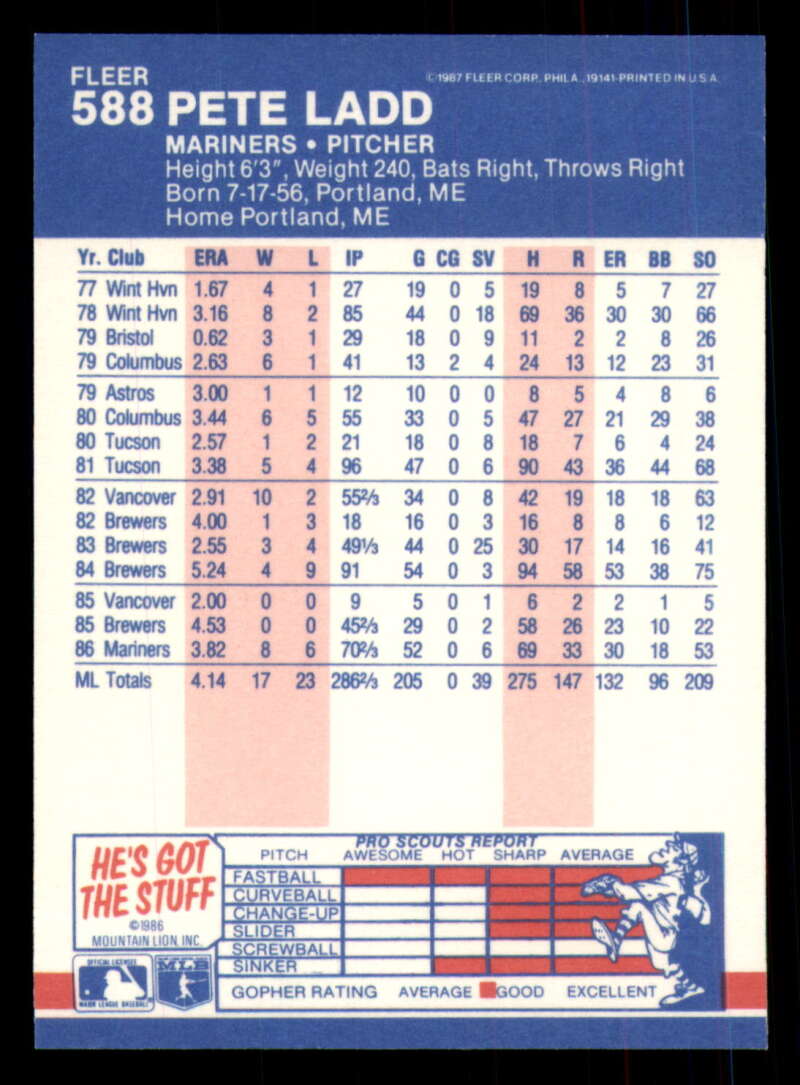 FLEER
©1987 FLEER CORP. PHILA., 19141-PRINTED IN U.S.A.
588 PETE LADD
MARINERS • PITCHER
Height 6'3", Weight 240, Bats Right, Throws Right
Born 7-17-56, Portland, ME
Home Portland, ME
Yr. Club ERA W L IP G CG SV H R ER BB SO
77 Wint Hvn 1.67 4 1 27 19 0 5 19 8 5 7 27
78 Wint Hvn 3.16 8 2 85 44 0 18 69 36 30 30 66
79 Bristol 0.62 3 1 29 18 0 9 11 2 2 8 26
79 Columbus 2.63 6 1 41 13 2 4 24 13 12 23 31
79 Astros 3.00 1 1 12 10 0 0 8 5 4 8 6
80 Columbus 3.44 6 5 55 33 0 5 47 27 21 29 38
80 Tucson 2.57 1 2 21 18 0 8 18 7 6 4 24
81 Tucson 3.38 5 4 96 47 0 6 90 43 36 44 68
82 Vancover 2.91 10 2 55⅔ 34 0 8 42 19 18 18 63
82 Brewers 4.00 1 3 18 16 0 3 16 8 8 6 12
83 Brewers 2.55 3 4 49⅓ 44 0 25 30 17 14 16 41
84 Brewers 5.24 4 9 91 54 0 3 94 58 53 38 75
85 Vancover 2.00 0 0 9 5 0 1 6 2 2 1 5
85 Brewers 4.53 0 0 45⅔ 29 0 2 58 26 23 10 22
86 Mariners 3.82 8 6 70⅔ 52 0 6 69 33 30 18 53
ML Totals 4.14 17 23 286⅔ 205 0 39 275 147 132 96 209
HE'S GOT
THE STUFF
©1986
MOUNTAIN LION, INC.
OFFICIAL LICENSEE
MAJOR LEAGUE BASEBALL
MLB
PRO SCOUTS REPORT
PITCH AWESOME HOT SHARP AVERAGE
FASTBALL
CURVEBALL
CHANGE-UP
SLIDER
SCREWBALL
SINKER
GOPHER RATING AVERAGE GOOD EXCELLENT